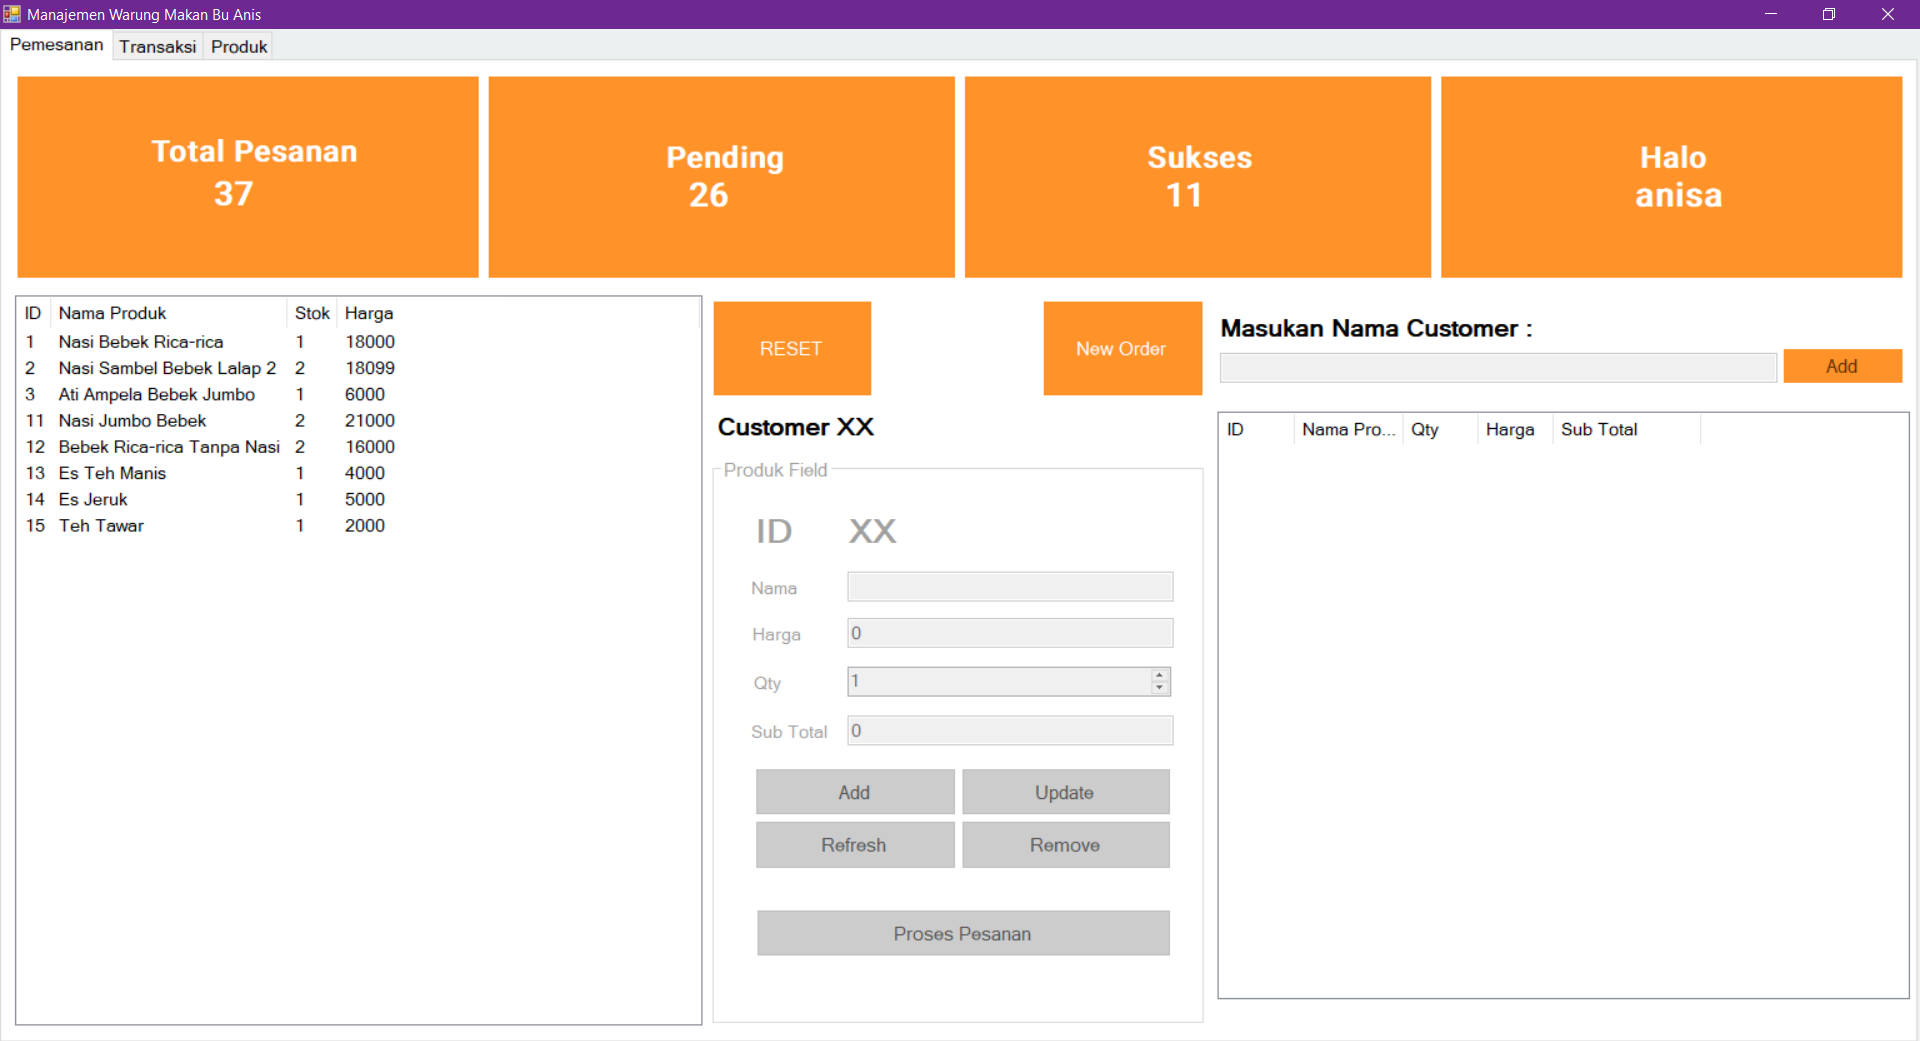 Manajemen Warung Makan Bu Anis
Pemesanan Transaksi Produk
Total Pesanan
37
Pending
26
Sukses
11
Halo
anisa
ID Nama Produk Stok Harga
1 Nasi Bebek Rica-rica 1 18000
2 Nasi Sambel Bebek Lalap 2 2 18099
3 Ati Ampela Bebek Jumbo 1 6000
11 Nasi Jumbo Bebek 2 21000
12 Bebek Rica-rica Tanpa Nasi 2 16000
13 Es Teh Manis 1 4000
14 Es Jeruk 1 5000
15 Teh Tawar 1 2000
RESET
New Order
Customer XX
Produk Field
ID XX
Nama
Harga 0
Qty 1
Sub Total 0
Add Update
Refresh Remove
Proses Pesanan
Masukan Nama Customer :
Add
ID Nama Pro... Qty Harga Sub Total